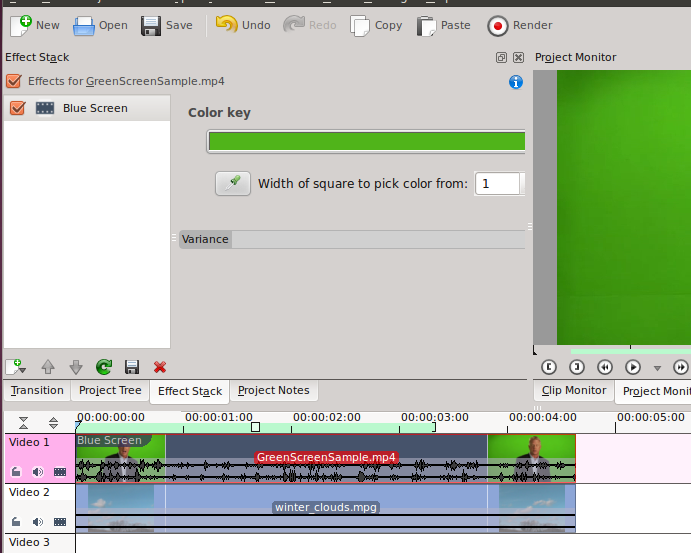 New Open Save Undo Redo Copy Paste Render
Effect Stack
Project Monitor
Effects for GreenScreenSample.mp4
Blue Screen
Color key
Width of square to pick color from: 1
Variance
Transition Project Tree Effect Stack Project Notes
Clip Monitor Project Monit
00:00:00:00 00:00:01:00 00:00:02:00 00:00:03:00 00:00:04:00 00:00:05:00
Video 1
Blue Screen
GreenScreenSample.mp4
Video 2
winter_clouds.mpg
Video 3